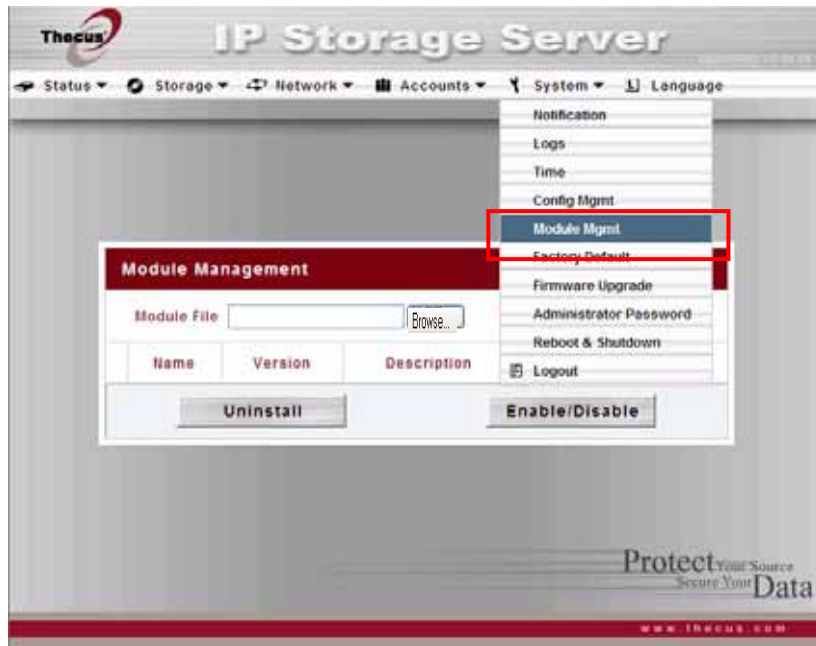 Thecus
IP Storage Server
Status Storage Network Accounts System Language
Notification
Logs
Time
Config Mgmt
Module Mgmt
Factory Default
Firmware Upgrade
Administrator Password
Reboot & Shutdown
Logout
Module Management
Module File Browse...
Name Version Description
Uninstall Enable/Disable
Protect Your Source
Secure Your Data
www.thecus.com